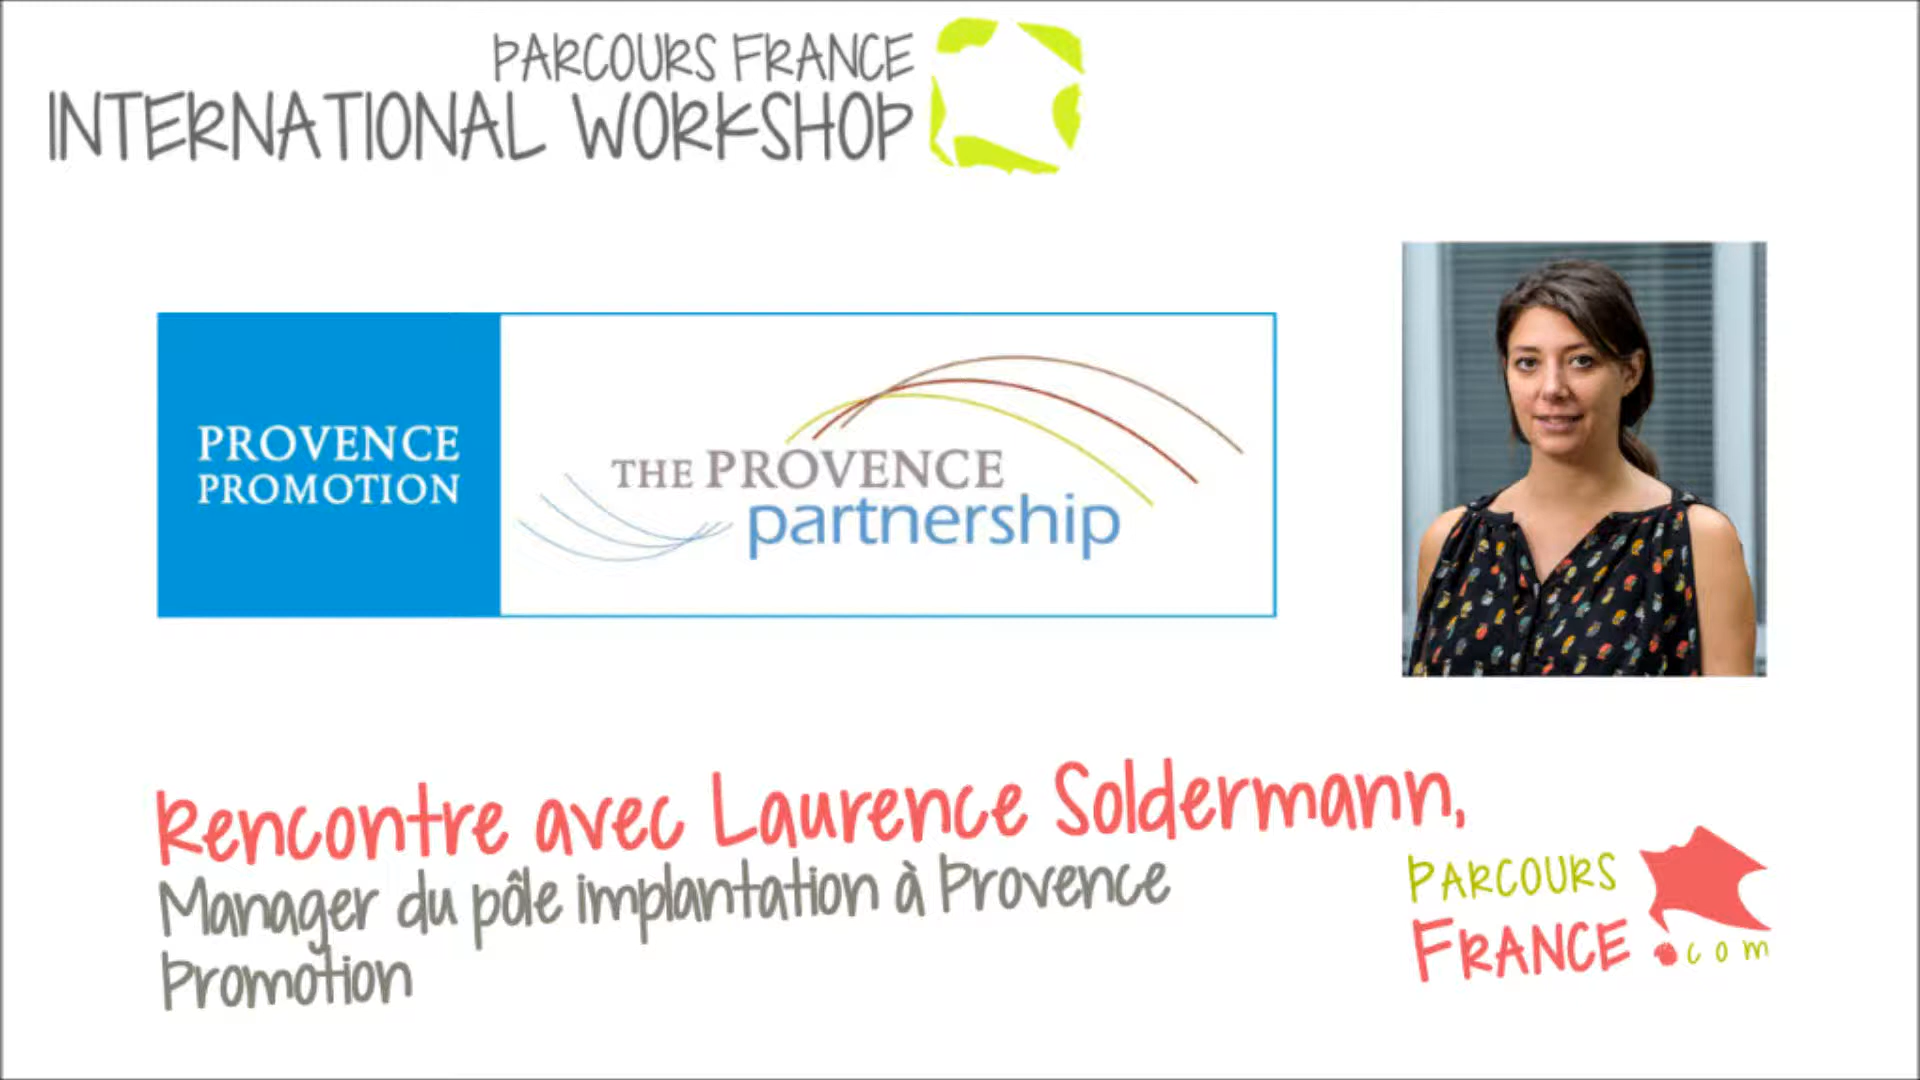 PARCOURS FRANCE
INTERNATIONAL WORKSHOP
PROVENCE
PROMOTION
THE PROVENCE
partnership
Rencontre avec Laurence Soldermann,
Manager du pôle implantation à Provence
Promotion
PARCOURS
FRANCE
.com